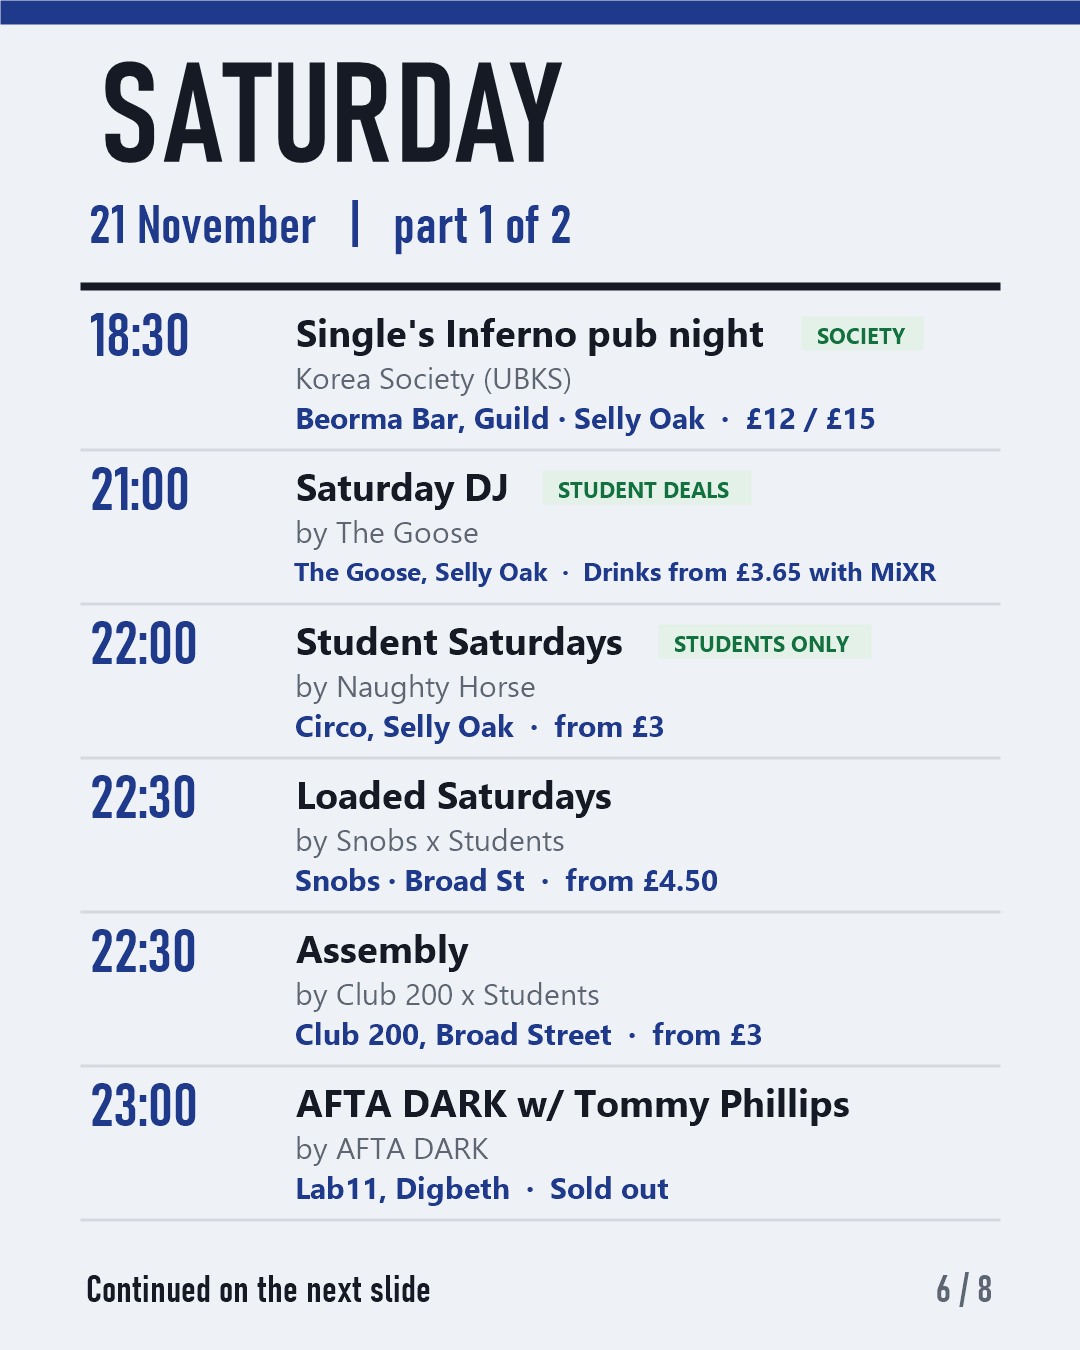 SATURDAY
21 November | part 1 of 2
18:30
Single's Inferno pub night SOCIETY
Korea Society (UBKS)
Beorma Bar, Guild · Selly Oak · £12 / £15
21:00
Saturday DJ STUDENT DEALS
by The Goose
The Goose, Selly Oak · Drinks from £3.65 with MiXR
22:00
Student Saturdays STUDENTS ONLY
by Naughty Horse
Circo, Selly Oak · from £3
22:30
Loaded Saturdays
by Snobs x Students
Snobs · Broad St · from £4.50
22:30
Assembly
by Club 200 x Students
Club 200, Broad Street · from £3
23:00
AFTA DARK w/ Tommy Phillips
by AFTA DARK
Lab11, Digbeth · Sold out
Continued on the next slide 6 / 8